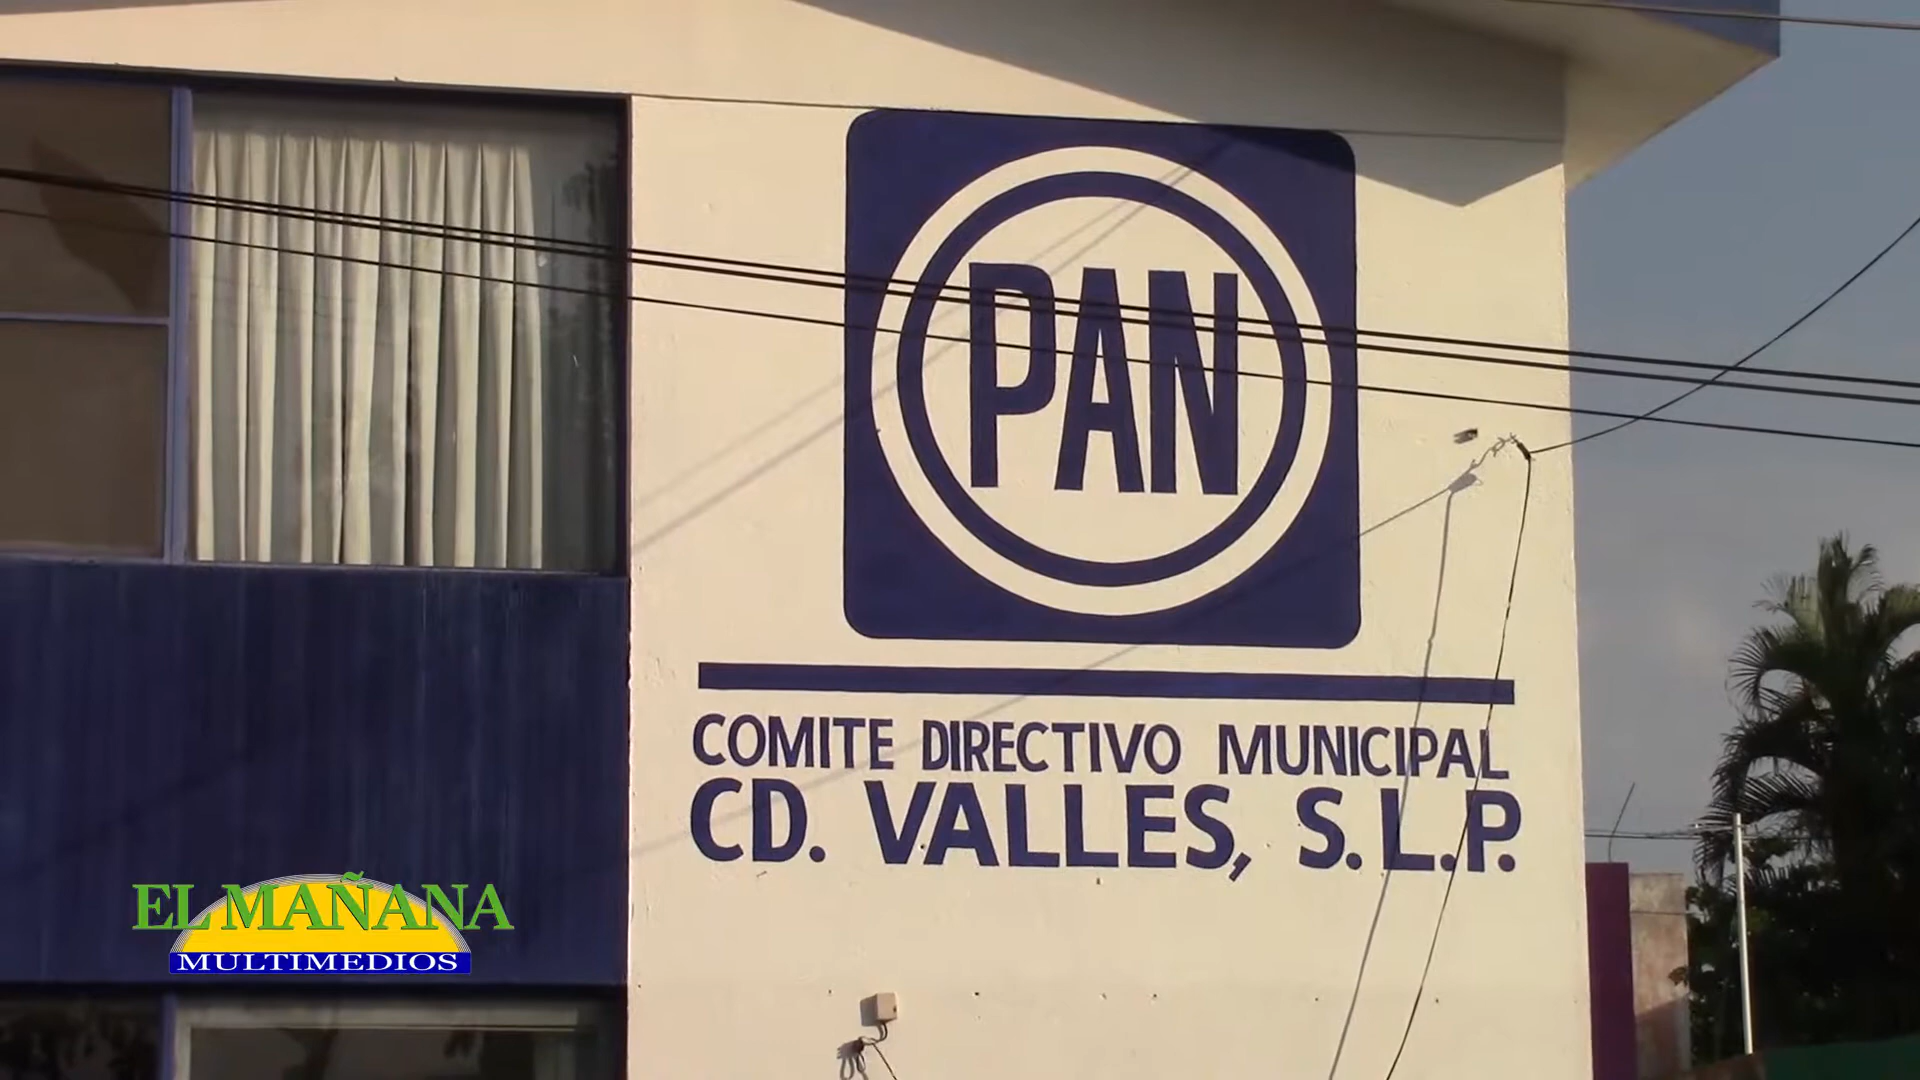 PAN
COMITE DIRECTIVO MUNICIPAL
CD. VALLES, S.L.P.
EL MAÑANA
MULTIMEDIOS